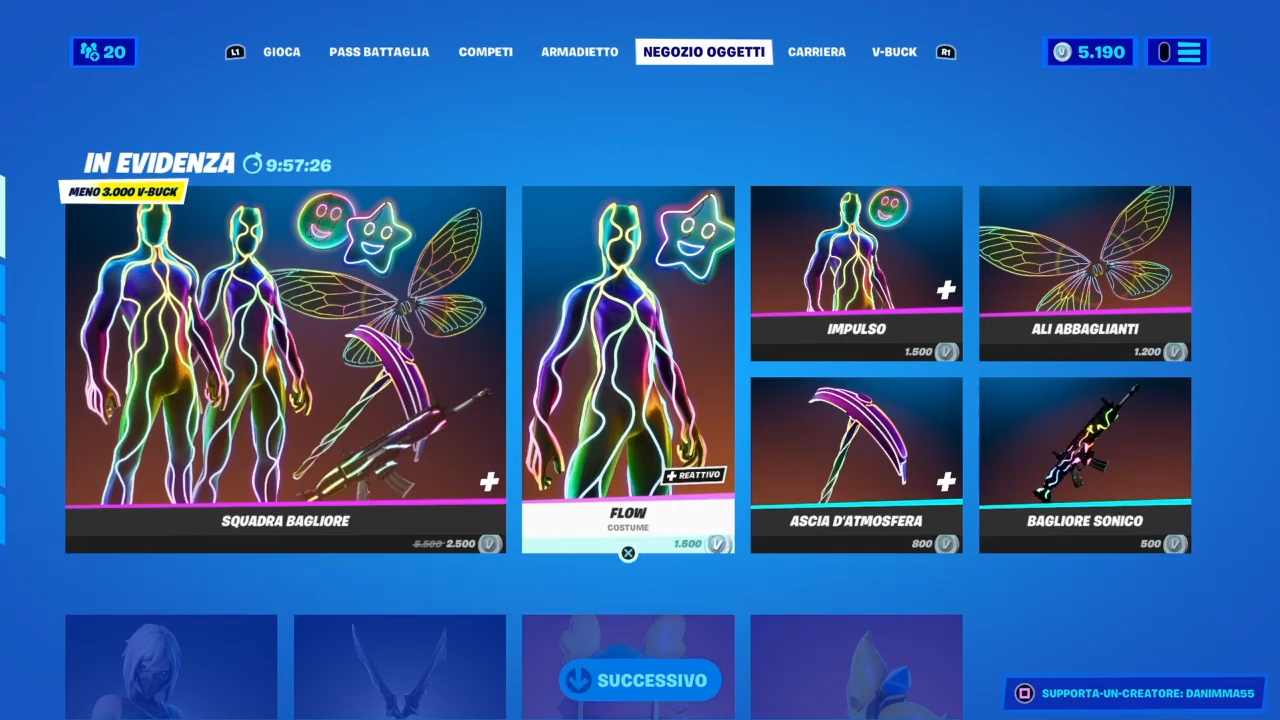 20
L1
GIOCA
PASS BATTAGLIA
COMPETI
ARMADIETTO
NEGOZIO OGGETTI
CARRIERA
V-BUCK
R1
5.190
IN EVIDENZA
9:57:26
MENO 3.000 V-BUCK
SQUADRA BAGLIORE
5.500 2.500
+ REATTIVO
FLOW
COSTUME
1.500
IMPULSO
1.500
ALI ABBAGLIANTI
1.200
ASCIA D'ATMOSFERA
800
BAGLIORE SONICO
500
SUCCESSIVO
SUPPORTA-UN-CREATORE: DANIMMA55